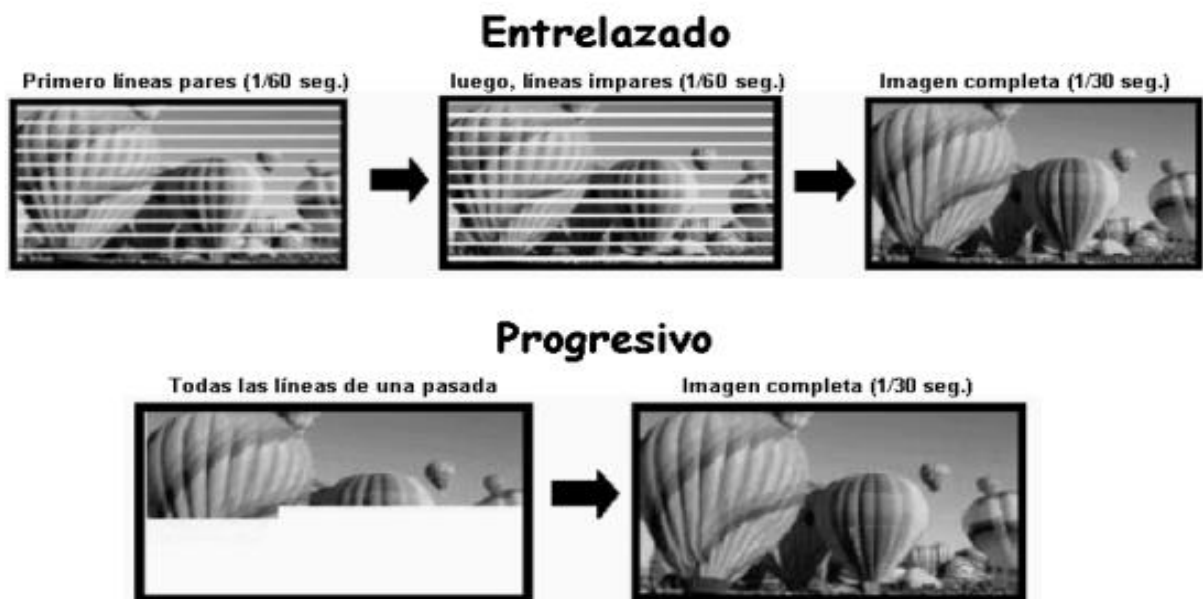 Entrelazado
Primero líneas pares (1/60 seg.)
luego, líneas impares (1/60 seg.)
Imagen completa (1/30 seg.)
Progresivo
Todas las líneas de una pasada
Imagen completa (1/30 seg.)